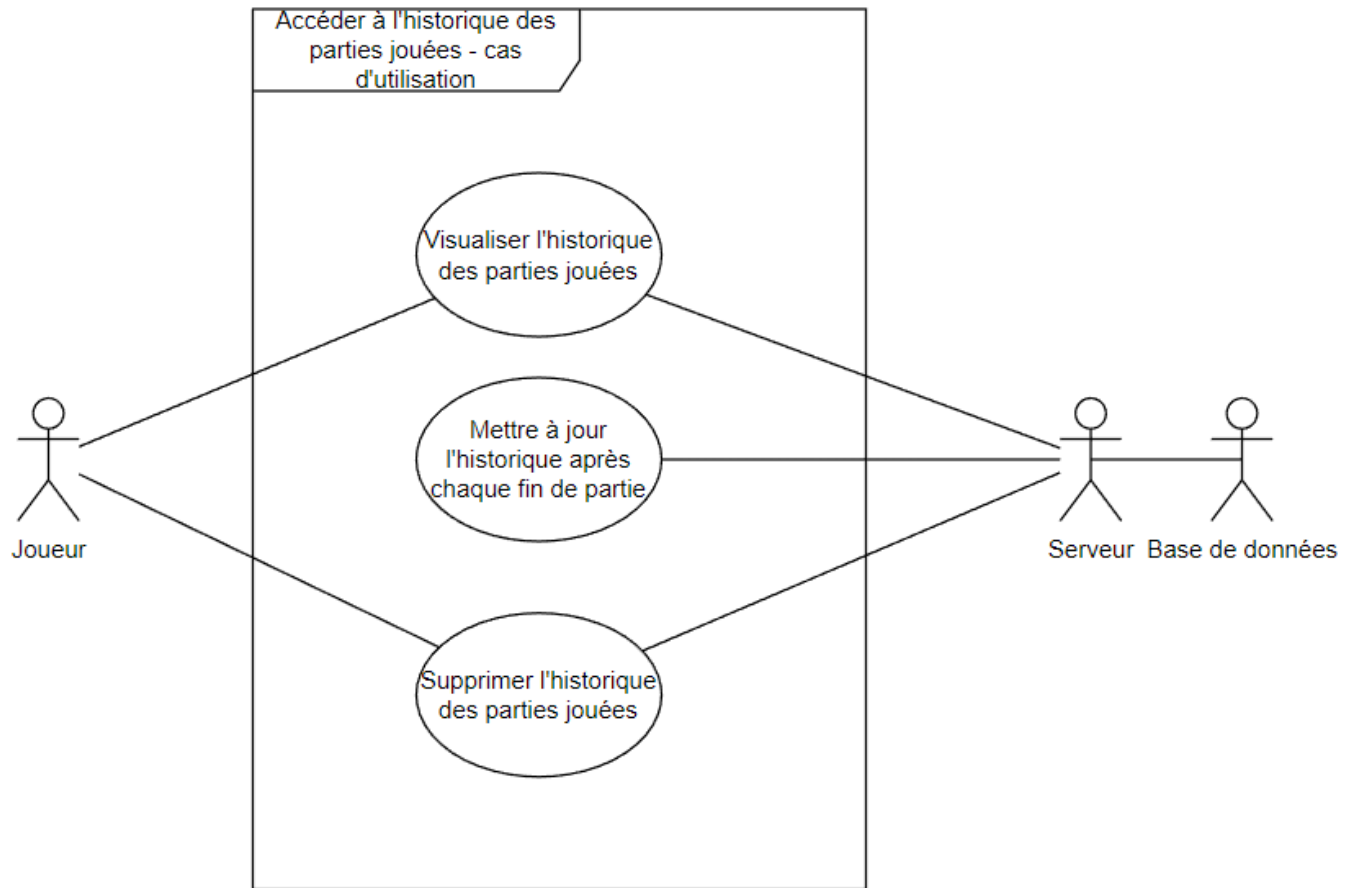 Accéder à l'historique des
parties jouées - cas
d'utilisation
Visualiser l'historique
des parties jouées
Mettre à jour
l'historique après
chaque fin de partie
Joueur
Serveur
Base de données
Supprimer l'historique
des parties jouées